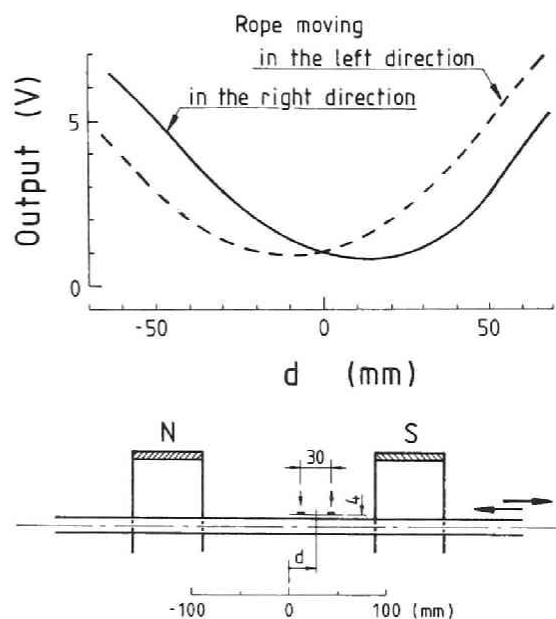 Rope moving
in the left direction
in the right direction
Output (V)
5
0
-50
0
50
d (mm)
N
S
30
4
d
-100
0
100
(mm)